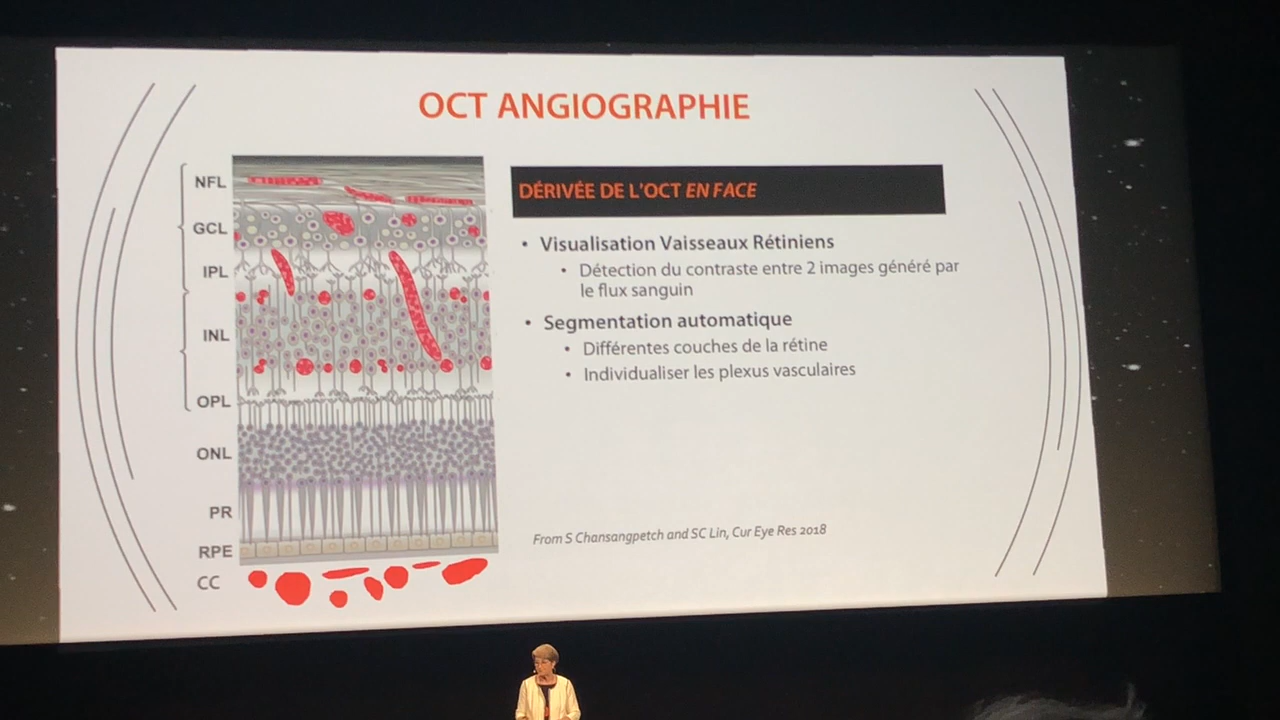 OCT ANGIOGRAPHIE
NFL
GCL
IPL
INL
OPL
ONL
PR
RPE
CC
DÉRIVÉE DE L'OCT EN FACE
• Visualisation Vaisseaux Rétiniens
• Détection du contraste entre 2 images généré par
le flux sanguin
• Segmentation automatique
• Différentes couches de la rétine
• Individualiser les plexus vasculaires
From S Chansangpetch and SC Lin, Cur Eye Res 2018